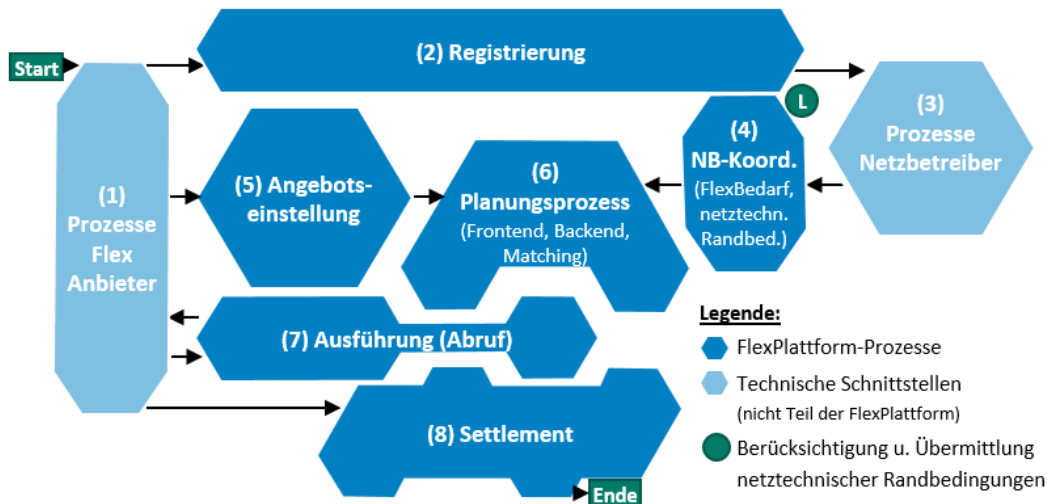 Start
(2) Registrierung
L
(3)
Prozesse
Netzbetreiber
(4)
NB-Koord.
(FlexBedarf,
netztechn.
Randbed.)
(1)
Prozesse
Flex
Anbieter
(5) Angebots-
einstellung
(6)
Planungsprozess
(Frontend, Backend,
Matching)
(7) Ausführung (Abruf)
(8) Settlement
Ende
Legende:
FlexPlattform-Prozesse
Technische Schnittstellen
(nicht Teil der FlexPlattform)
Berücksichtigung u. Übermittlung
netztechnischer Randbedingungen